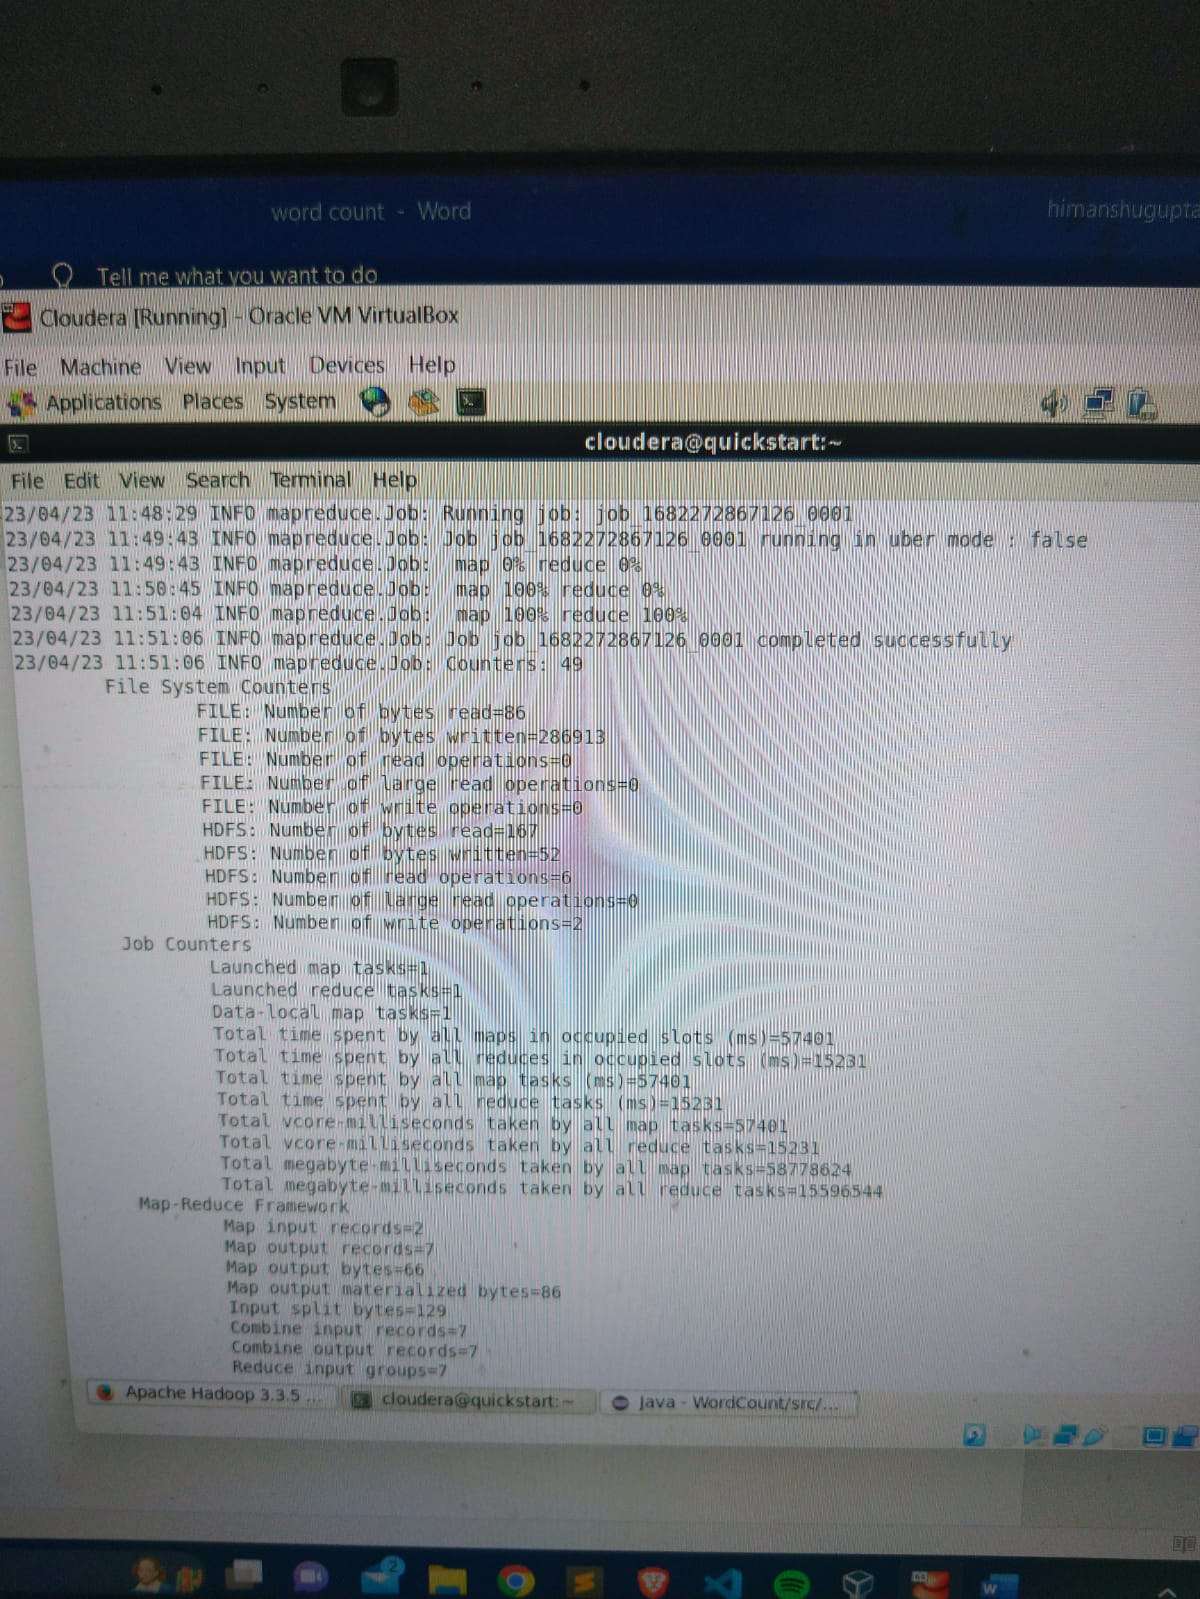 word count - Word
himanshugupta
Tell me what you want to do
Cloudera [Running] - Oracle VM VirtualBox
File Machine View Input Devices Help
Applications Places System
cloudera@quickstart:~
File Edit View Search Terminal Help
23/04/23 11:48:29 INFO mapreduce.Job: Running job: job_1682272867126_0001
23/04/23 11:49:43 INFO mapreduce.Job: Job job_1682272867126_0001 running in uber mode : false
23/04/23 11:49:43 INFO mapreduce.Job:  map 0% reduce 0%
23/04/23 11:50:45 INFO mapreduce.Job:  map 100% reduce 0%
23/04/23 11:51:04 INFO mapreduce.Job:  map 100% reduce 100%
23/04/23 11:51:06 INFO mapreduce.Job: Job job_1682272867126_0001 completed successfully
23/04/23 11:51:06 INFO mapreduce.Job: Counters: 49
File System Counters
FILE: Number of bytes read=86
FILE: Number of bytes written=286913
FILE: Number of read operations=0
FILE: Number of large read operations=0
FILE: Number of write operations=0
HDFS: Number of bytes read=167
HDFS: Number of bytes written=52
HDFS: Number of read operations=6
HDFS: Number of large read operations=0
HDFS: Number of write operations=2
Job Counters
Launched map tasks=1
Launched reduce tasks=1
Data-local map tasks=1
Total time spent by all maps in occupied slots (ms)=57401
Total time spent by all reduces in occupied slots (ms)=15231
Total time spent by all map tasks (ms)=57401
Total time spent by all reduce tasks (ms)=15231
Total vcore-milliseconds taken by all map tasks=57401
Total vcore-milliseconds taken by all reduce tasks=15231
Total megabyte-milliseconds taken by all map tasks=58778624
Total megabyte-milliseconds taken by all reduce tasks=15596544
Map-Reduce Framework
Map input records=2
Map output records=7
Map output bytes=66
Map output materialized bytes=86
Input split bytes=129
Combine input records=7
Combine output records=7
Reduce input groups=7
Apache Hadoop 3.3.5 ...
cloudera@quickstart:~
Java - WordCount/src/...
2